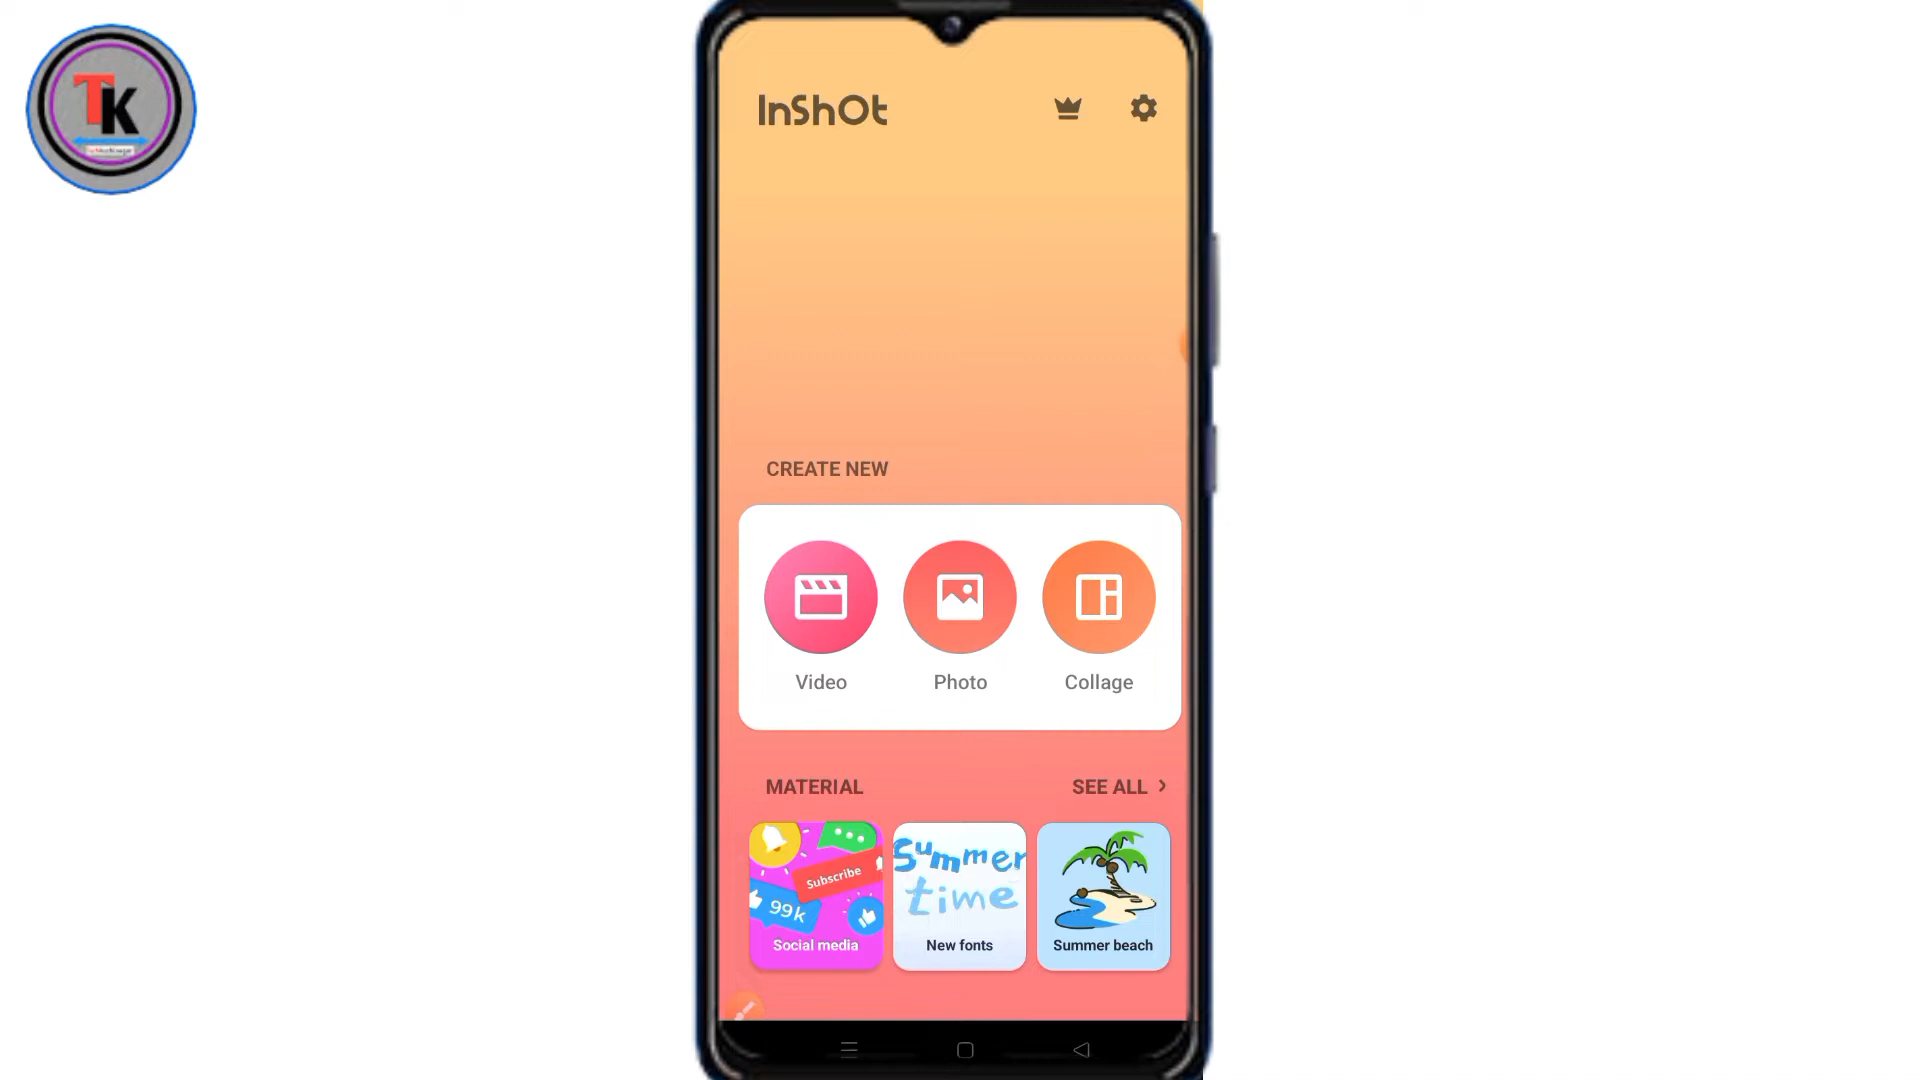 TK
InShOt
CREATE NEW
Video
Photo
Collage
MATERIAL
SEE ALL >
Subscribe
99k
Social media
Summer
time
New fonts
Summer beach